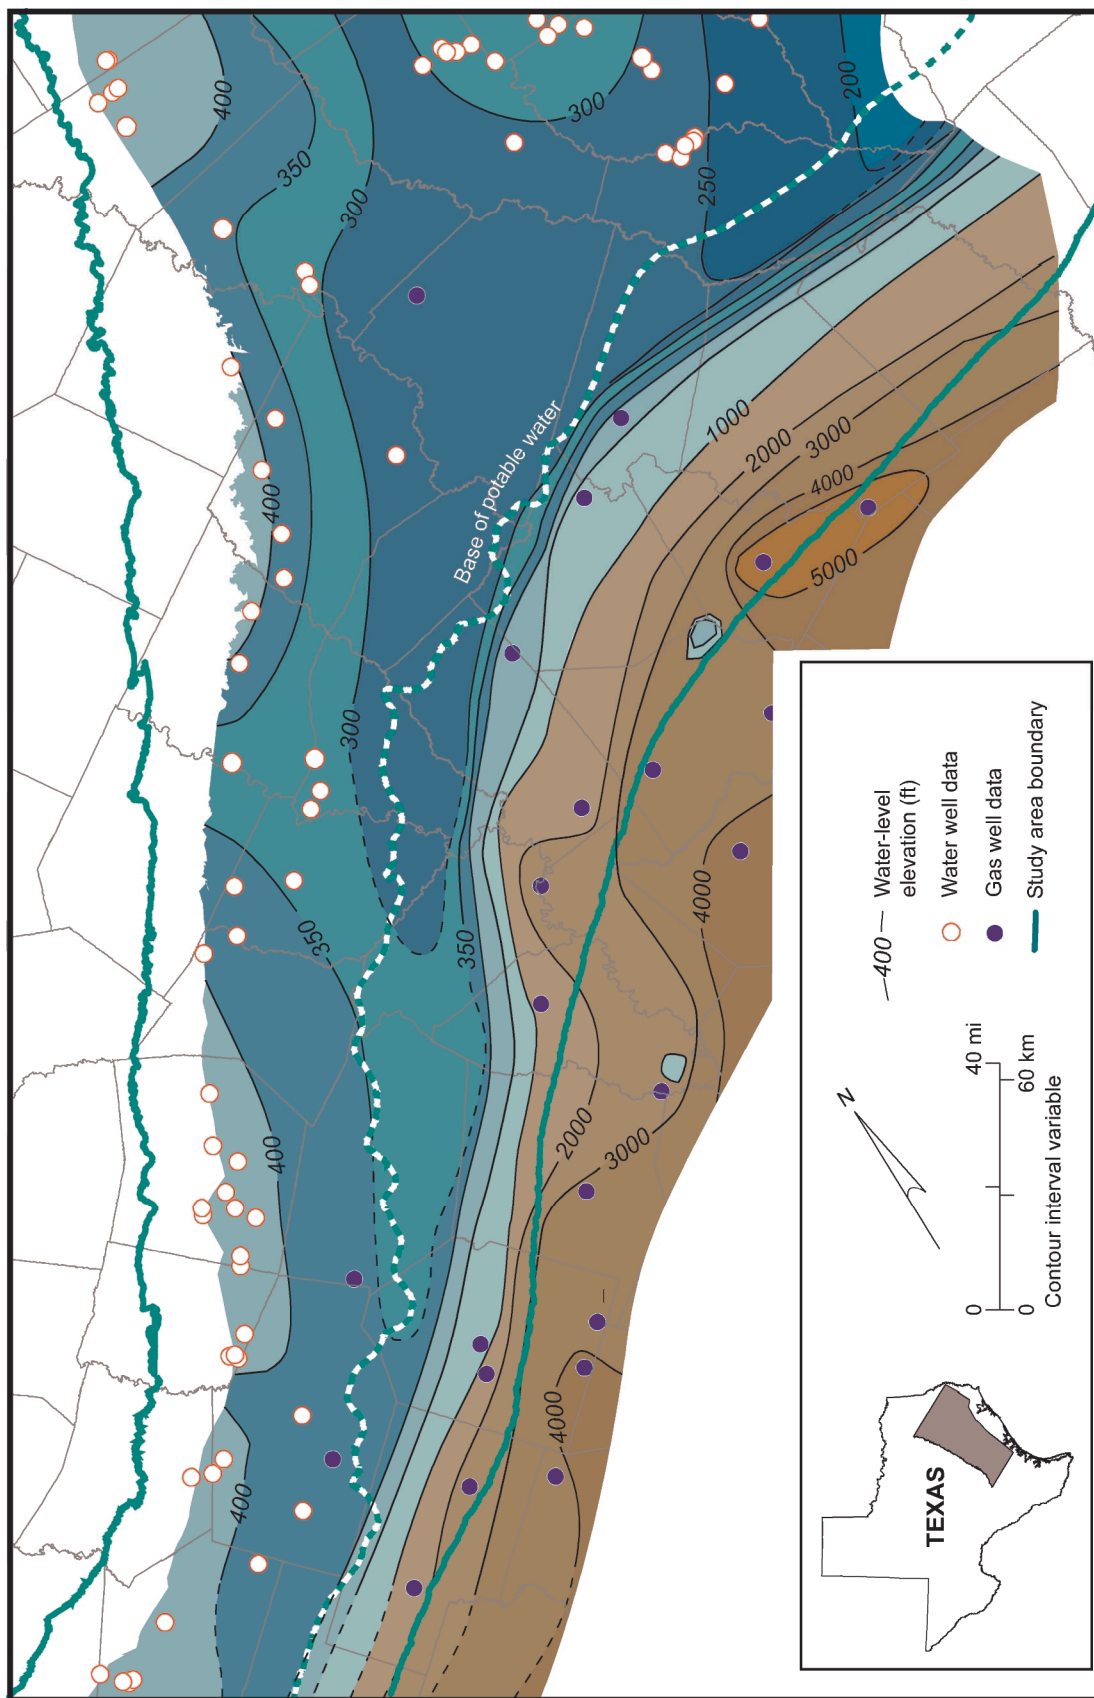 400
350
300
300
250
200
400
Base of potable water
300
350
350
1000
2000
3000
4000
5000
400
2000
3000
4000
400
4000
TEXAS
N
—400— Water-level
elevation (ft)
Water well data
Gas well data
Study area boundary
0 40 mi
0 60 km
Contour interval variable